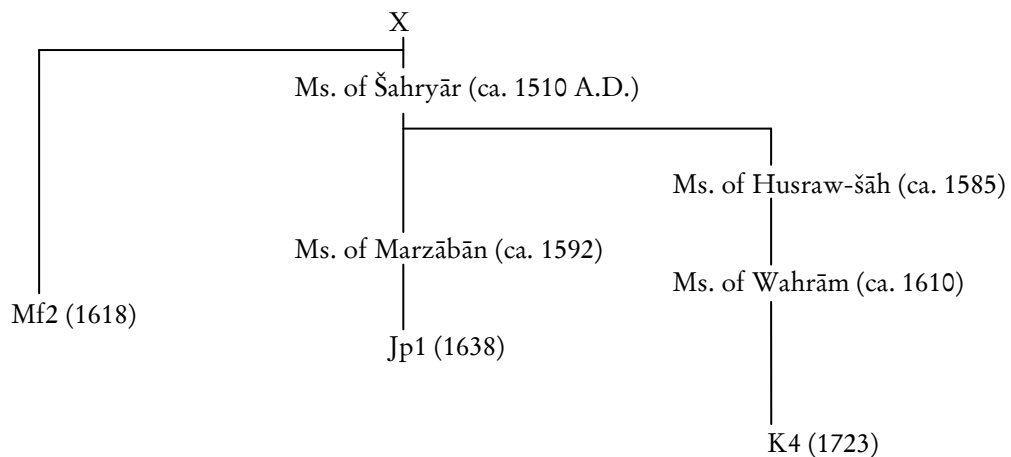 X
Ms. of Šahryār (ca. 1510 A.D.)
Ms. of Husraw-šāh (ca. 1585)
Ms. of Marzābān (ca. 1592)
Ms. of Wahrām (ca. 1610)
Mf2 (1618)
Jp1 (1638)
K4 (1723)